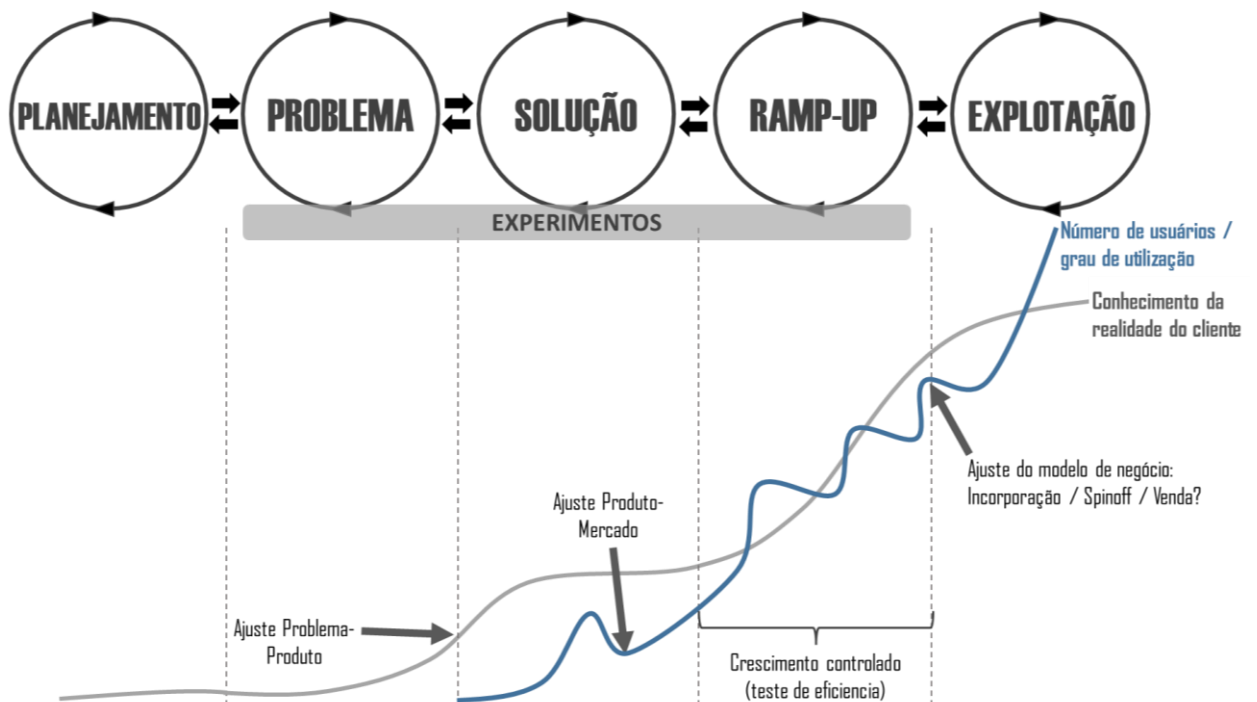 PLANEJAMENTO
PROBLEMA
SOLUÇÃO
RAMP-UP
EXPLOTAÇÃO
EXPERIMENTOS
Número de usuários /
grau de utilização
Conhecimento da
realidade do cliente
Ajuste do modelo de negócio:
Incorporação / Spinoff / Venda?
Ajuste Produto-
Mercado
Ajuste Problema-
Produto
Crescimento controlado
(teste de eficiencia)